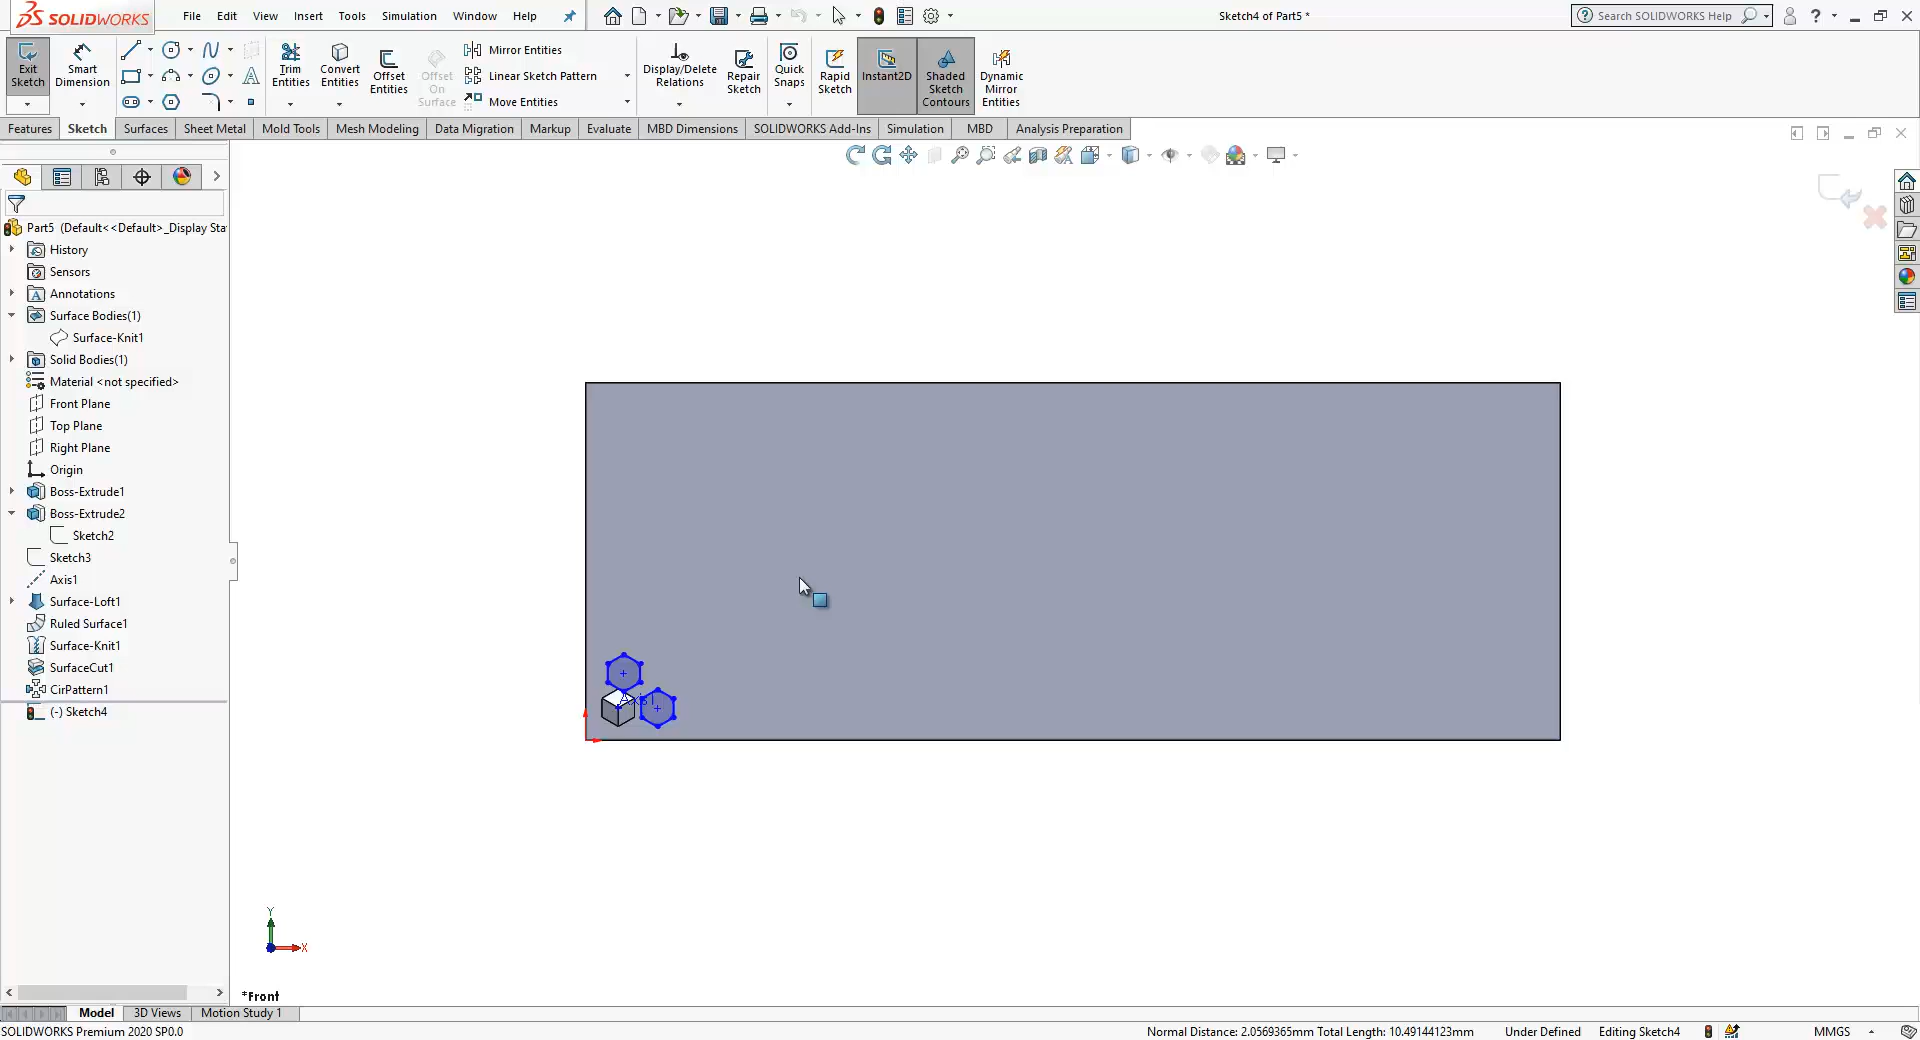 SOLIDWORKS
File Edit View Insert Tools Simulation Window Help
Sketch4 of Part5 *
Search SOLIDWORKS Help
Exit Sketch
Smart Dimension
Trim Entities
Convert Entities
Offset Entities
Offset On Surface
Mirror Entities
Linear Sketch Pattern
Move Entities
Display/Delete Relations
Repair Sketch
Quick Snaps
Rapid Sketch
Instant2D
Shaded Sketch Contours
Dynamic Mirror Entities
Features Sketch Surfaces Sheet Metal Mold Tools Mesh Modeling Data Migration Markup Evaluate MBD Dimensions SOLIDWORKS Add-Ins Simulation MBD Analysis Preparation
Part5 (Default<<Default>_Display Sta
History
Sensors
Annotations
Surface Bodies(1)
Surface-Knit1
Solid Bodies(1)
Material <not specified>
Front Plane
Top Plane
Right Plane
Origin
Boss-Extrude1
Boss-Extrude2
Sketch2
Sketch3
Axis1
Surface-Loft1
Ruled Surface1
Surface-Knit1
SurfaceCut1
CirPattern1
(-) Sketch4
Axis1
Y
X
*Front
Model 3D Views Motion Study 1
SOLIDWORKS Premium 2020 SP0.0
Normal Distance: 2.0569365mm Total Length: 10.49144123mm Under Defined Editing Sketch4 MMGS